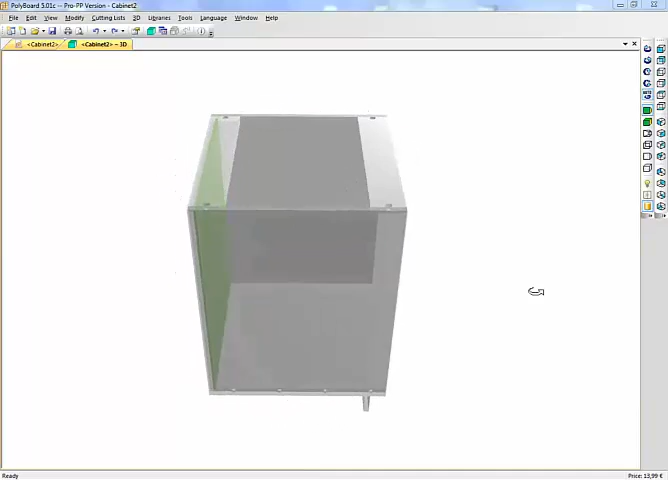 PolyBoard 5.01c -- Pro-PP Version - Cabinet2
File Edit View Modify Cutting Lists 3D Libraries Tools Language Window Help
<Cabinet2> <Cabinet2> – 3D
Ready Price: 13,99 €